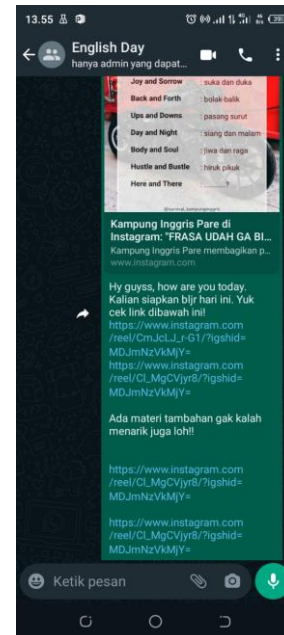 13.55
English Day
hanya admin yang dapat...
Joy and Sorrow : suka dan duka
Back and Forth : bolak-balik
Ups and Downs : pasang surut
Day and Night : siang dan malam
Body and Soul : jiwa dan raga
Hustle and Bustle : hiruk pikuk
Here and There : ..........?
Kampung Inggris Pare di
Instagram: "FRASA UDAH GA BI...
Kampung Inggris Pare membagikan p...
www.instagram.com
Hy guyss, how are you today.
Kalian siapkan bljr hari ini. Yuk
cek link dibawah ini!
https://www.instagram.com
/reel/CmJcLJ_r-G1/?igshid=
MDJmNzVkMjY=
https://www.instagram.com
/reel/Cl_MgCVjyr8/?igshid=
MDJmNzVkMjY=
Ada materi tambahan gak kalah
menarik juga loh!!
https://www.instagram.com
/reel/Cl_MgCVjyr8/?igshid=
MDJmNzVkMjY=
https://www.instagram.com
/reel/Cl_MgCVjyr8/?igshid=
MDJmNzVkMjY=
Ketik pesan